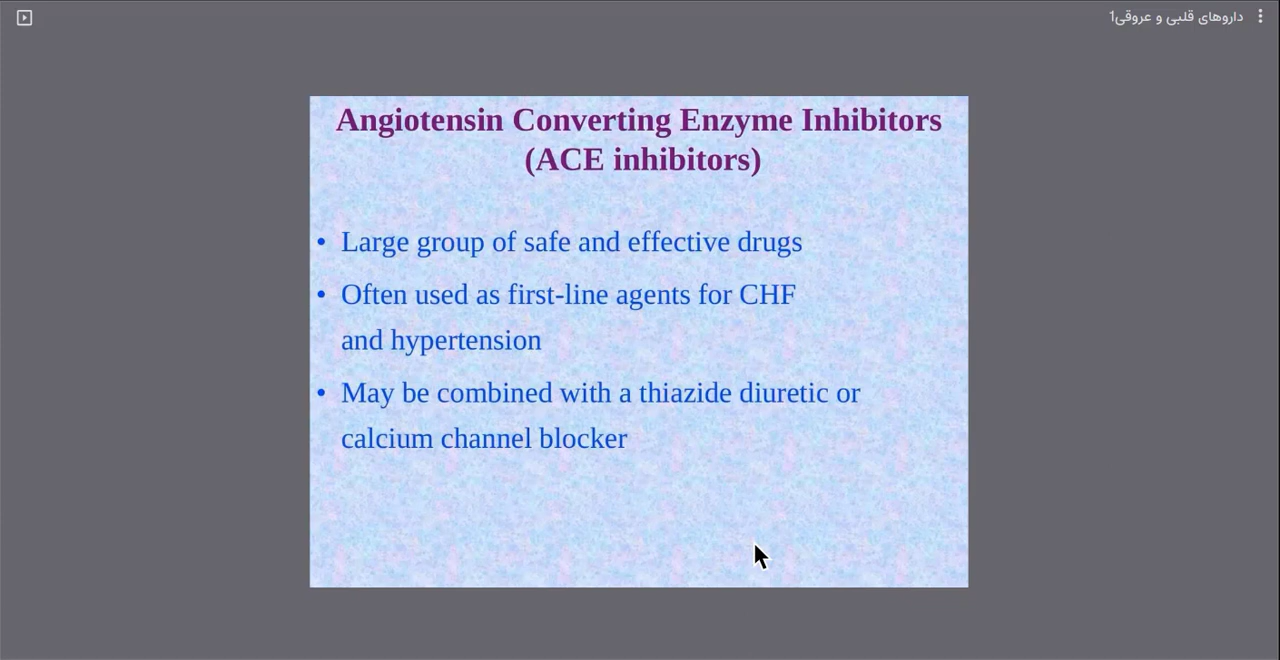 داروهای قلبی و عروقی1
Angiotensin Converting Enzyme Inhibitors
(ACE inhibitors)
• Large group of safe and effective drugs
• Often used as first-line agents for CHF
and hypertension
• May be combined with a thiazide diuretic or
calcium channel blocker